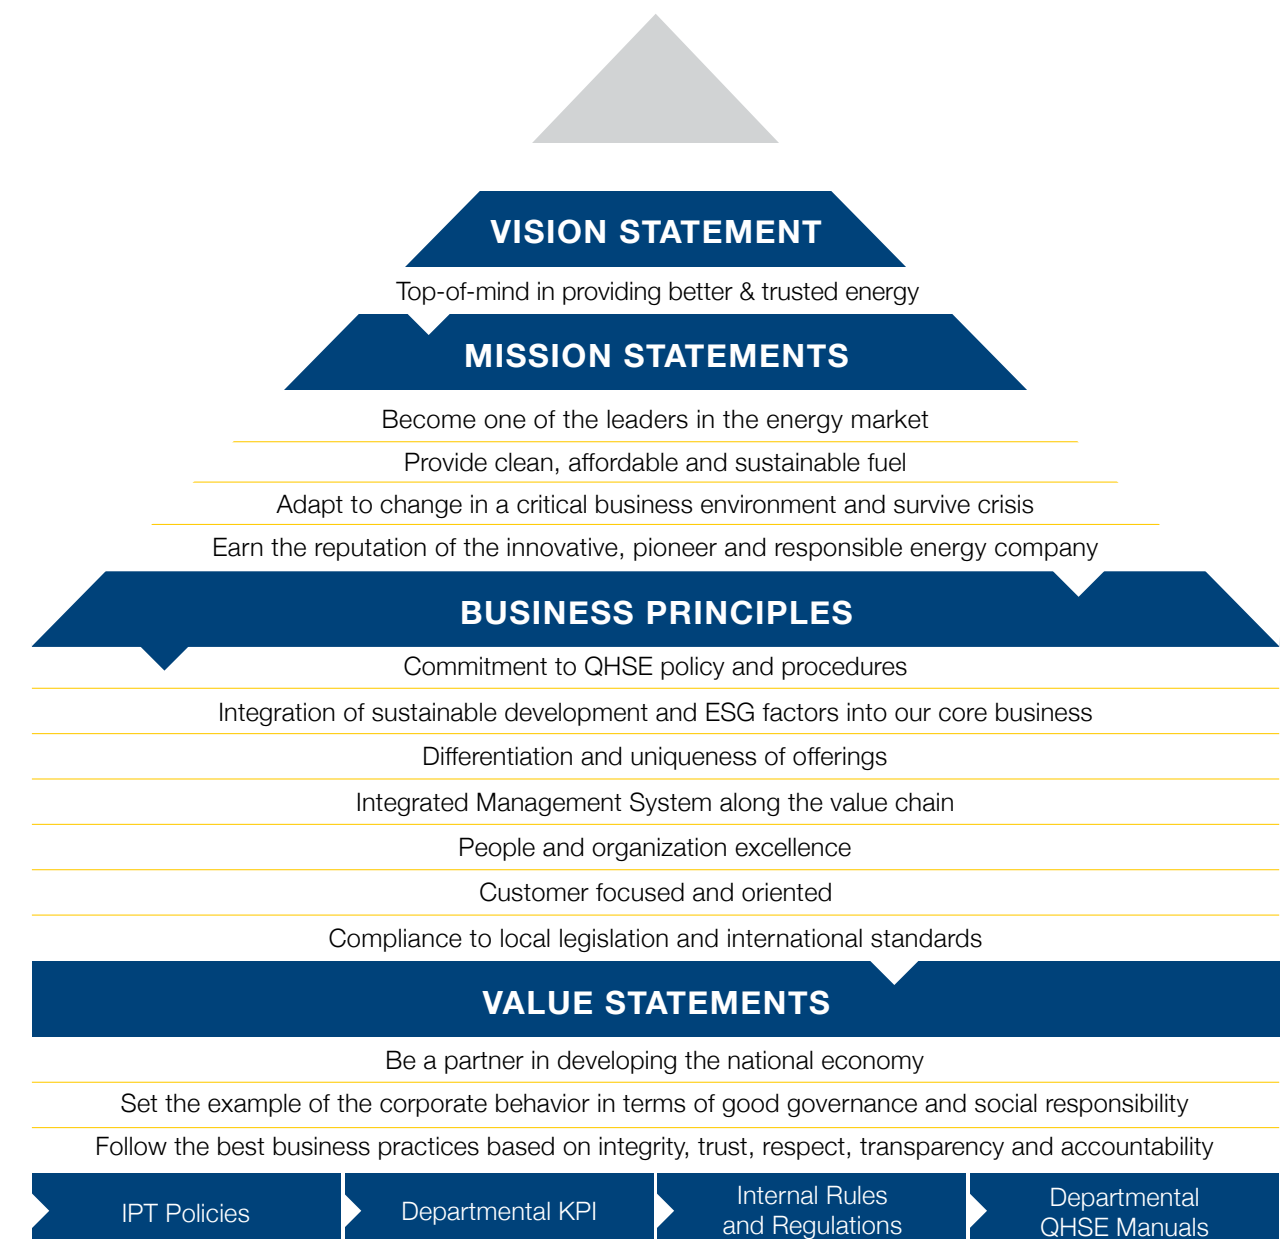 VISION STATEMENT
Top-of-mind in providing better & trusted energy
MISSION STATEMENTS
Become one of the leaders in the energy market
Provide clean, affordable and sustainable fuel
Adapt to change in a critical business environment and survive crisis
Earn the reputation of the innovative, pioneer and responsible energy company
BUSINESS PRINCIPLES
Commitment to QHSE policy and procedures
Integration of sustainable development and ESG factors into our core business
Differentiation and uniqueness of offerings
Integrated Management System along the value chain
People and organization excellence
Customer focused and oriented
Compliance to local legislation and international standards
VALUE STATEMENTS
Be a partner in developing the national economy
Set the example of the corporate behavior in terms of good governance and social responsibility
Follow the best business practices based on integrity, trust, respect, transparency and accountability
IPT Policies
Departmental KPI
Internal Rules
and Regulations
Departmental
QHSE Manuals